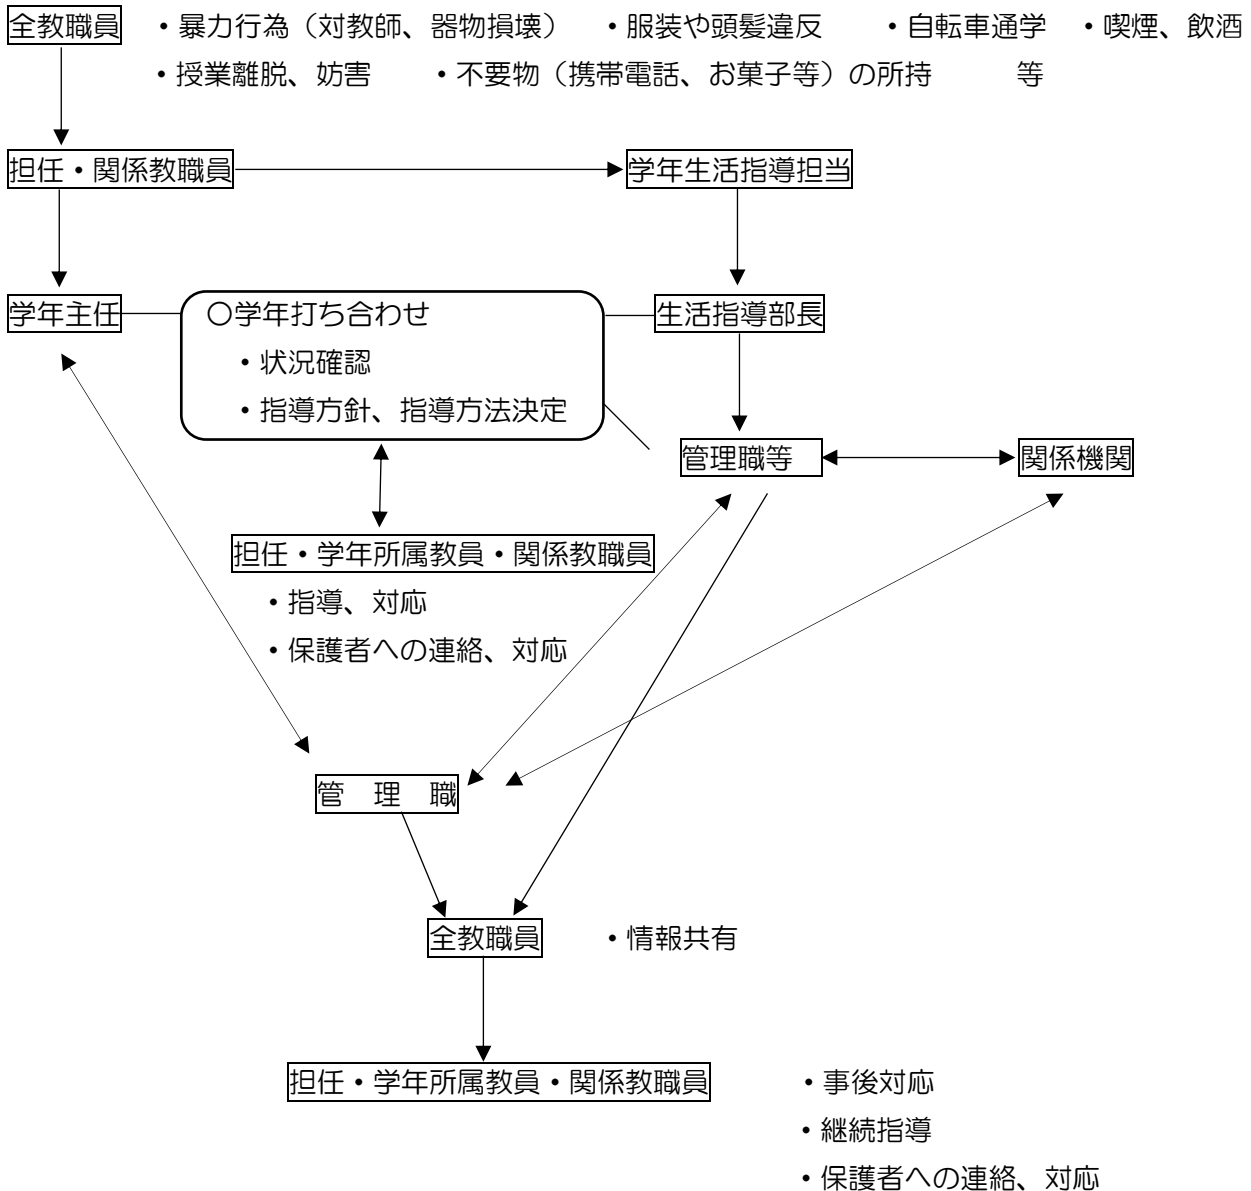 全教職員　・暴力行為（対教師、器物損壊）　・服装や頭髪違反　・自転車通学　・喫煙、飲酒
・授業離脱、妨害　・不要物（携帯電話、お菓子等）の所持　等
担任・関係教職員　学年生活指導担当
学年主任　〇学年打ち合わせ　生活指導部長
・状況確認
・指導方針、指導方法決定
管理職等　関係機関
担任・学年所属教員・関係教職員
・指導、対応
・保護者への連絡、対応
管　理　職
全教職員　・情報共有
担任・学年所属教員・関係教職員　・事後対応
・継続指導
・保護者への連絡、対応